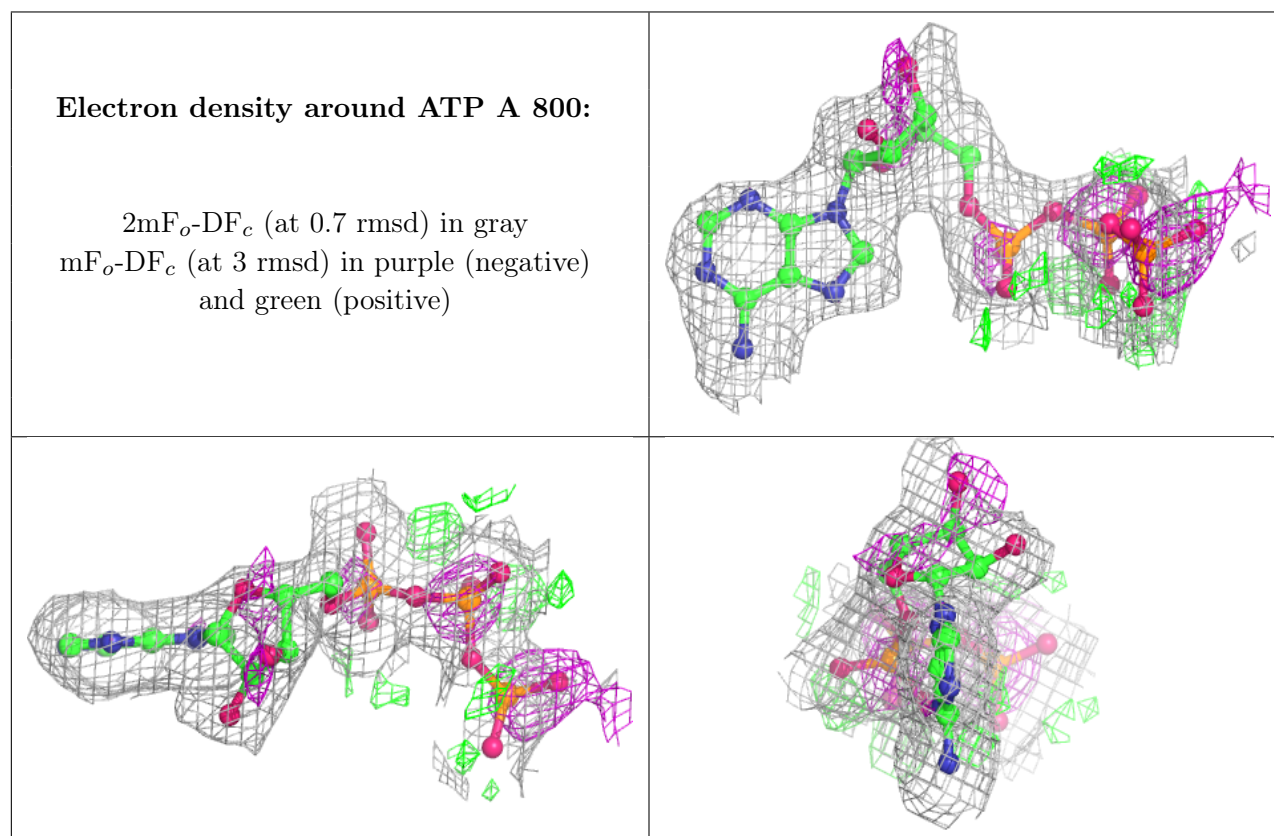 Electron density around ATP A 800:
2mFo-DFc (at 0.7 rmsd) in gray
mFo-DFc (at 3 rmsd) in purple (negative)
and green (positive)